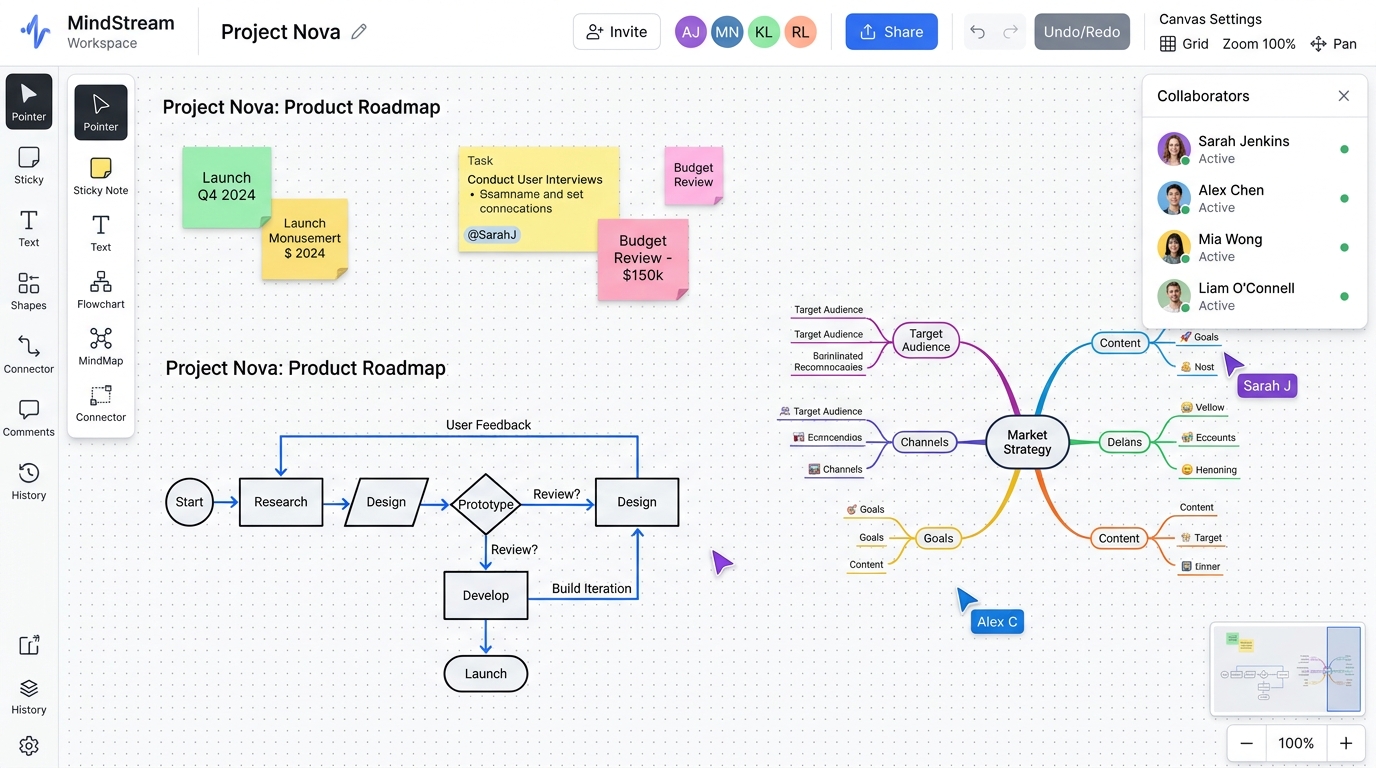 MindStream
Workspace
Project Nova
Invite
AJ
MN
KL
RL
Share
Undo/Redo
Canvas Settings
Grid
Zoom 100%
Pan
Pointer
Sticky
Text
Shapes
Connector
Comments
History
History
Pointer
Sticky Note
Text
Flowchart
MindMap
Connector
Project Nova: Product Roadmap
Launch
Q4 2024
Launch
Monusemert
$ 2024
Task
Conduct User Interviews
• Ssamname and set
connocations
@SarahJ
Budget
Review
Budget
Review -
$150k
Collaborators
Sarah Jenkins
Active
Alex Chen
Active
Mia Wong
Active
Liam O'Connell
Active
Project Nova: Product Roadmap
User Feedback
Start
Research
Design
Prototype
Review?
Design
Review?
Develop
Build Iteration
Launch
Target Audience
Target Audience
Borinlinated
Recomnocaqies
Target
Audience
Target Audience
Ecmncendios
Channels
Channels
Goals
Goals
Content
Goals
Market
Strategy
Content
Goals
Nost
Sarah J
Delans
Vellow
Eccounts
Henoning
Content
Content
Target
Einner
Alex C
100%